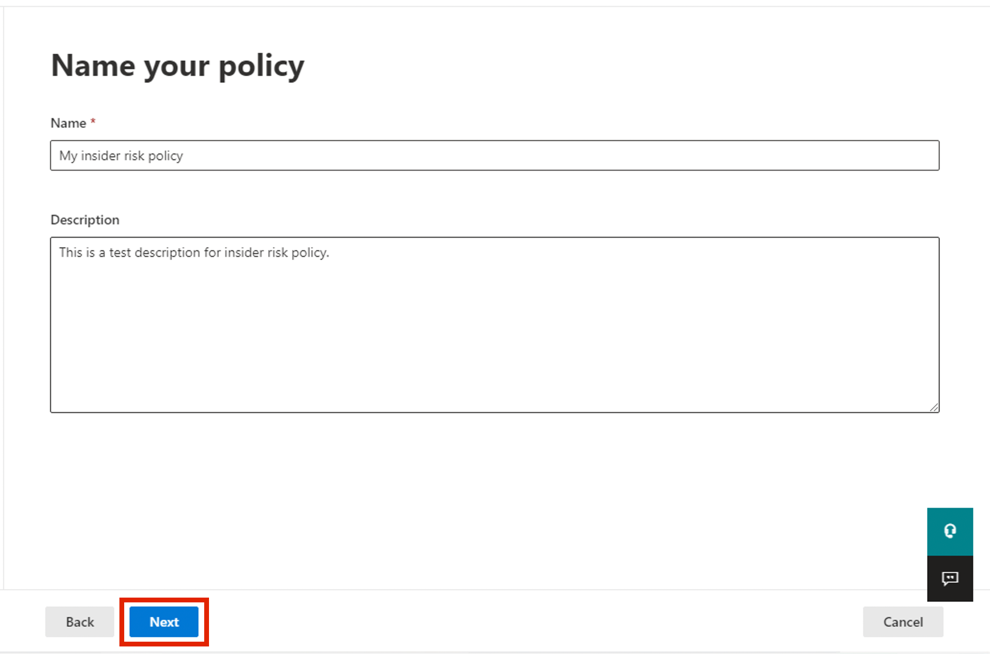 Name your policy
Name *
My insider risk policy
Description
This is a test description for insider risk policy.
Back
Next
Cancel